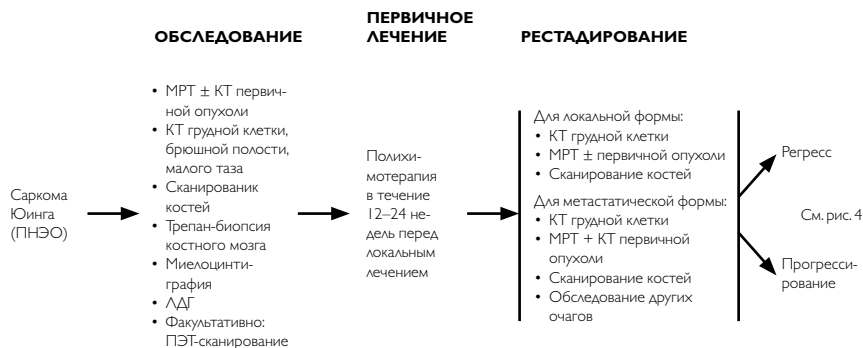 ОБСЛЕДОВАНИЕ
ПЕРВИЧНОЕ
ЛЕЧЕНИЕ
РЕСТАДИРОВАНИЕ
Саркома
Юинга
(ПНЭО)
• МРТ ± КТ первич-
ной опухоли
• КТ грудной клетки,
брюшной полости,
малого таза
• Сканированик
костей
• Трепан-биопсия
костного мозга
• Миелоцинти-
графия
• ЛДГ
• Факультативно:
ПЭТ-сканирование
Полихи-
мотерапия
в течение
12–24 не-
дель перед
локальным
лечением
Для локальной формы:
• КТ грудной клетки
• МРТ ± первичной опухоли
• Сканирование костей
Для метастатической формы:
• КТ грудной клетки
• МРТ + КТ первичной
опухоли
• Сканирование костей
• Обследование других
очагов
Регресс
См. рис. 4
Прогресси-
рование